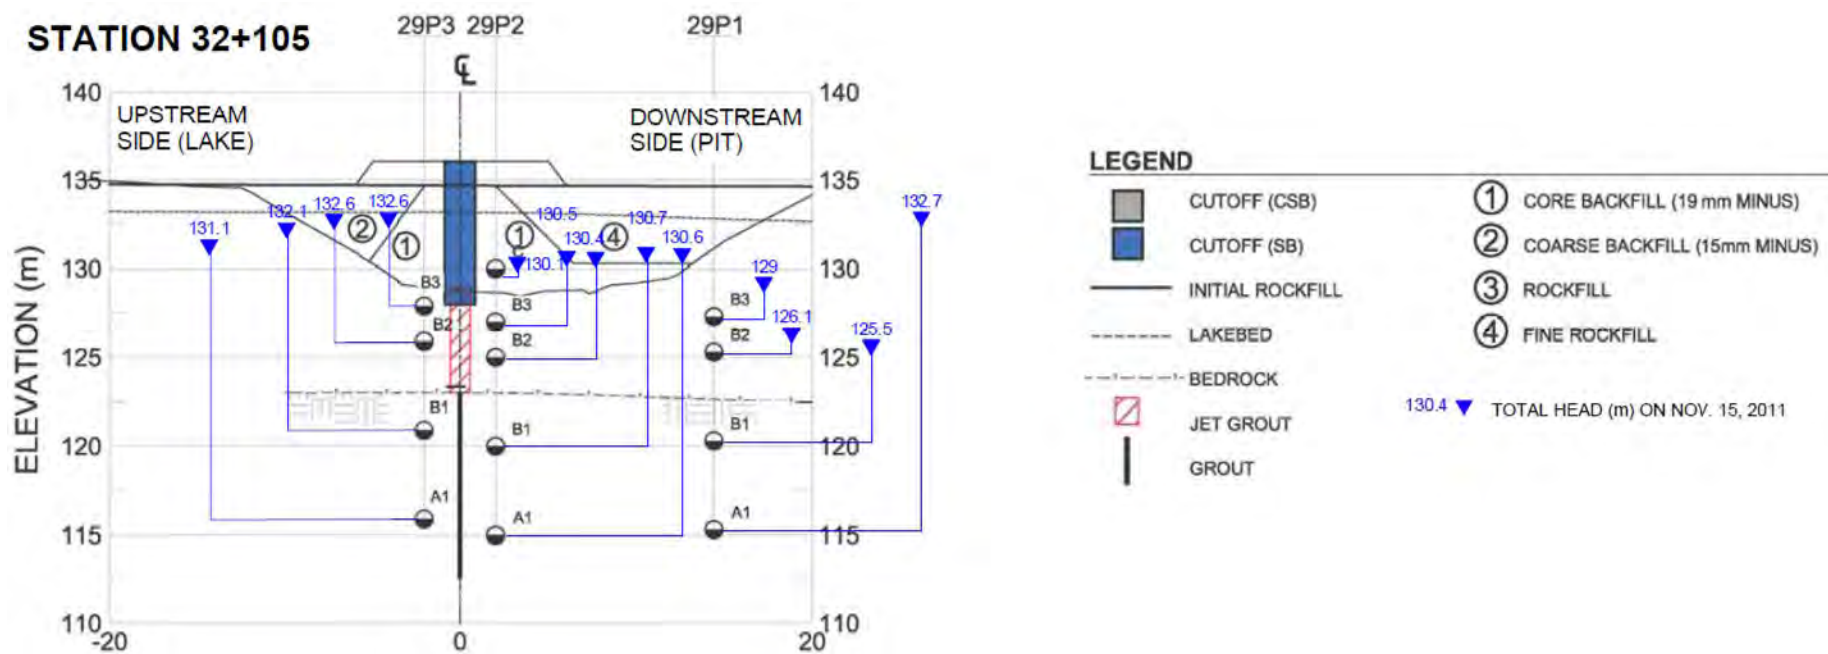 STATION 32+105
29P3 29P2
29P1
℄
140
140
UPSTREAM
SIDE (LAKE)
DOWNSTREAM
SIDE (PIT)
135
135
131.1
132.1
132.6
132.6
130.5
130.4
130.7
130.6
130.1
132.7
2
1
1
4
130
130
129
126.1
125.5
B3
B2
B3
B2
B3
B2
125
125
B1
B1
B1
120
120
A1
A1
A1
115
115
110
110
-20
0
20
ELEVATION (m)
LEGEND
CUTOFF (CSB)
CUTOFF (SB)
INITIAL ROCKFILL
LAKEBED
BEDROCK
JET GROUT
GROUT
1 CORE BACKFILL (19 mm MINUS)
2 COARSE BACKFILL (15mm MINUS)
3 ROCKFILL
4 FINE ROCKFILL
130.4 TOTAL HEAD (m) ON NOV. 15, 2011